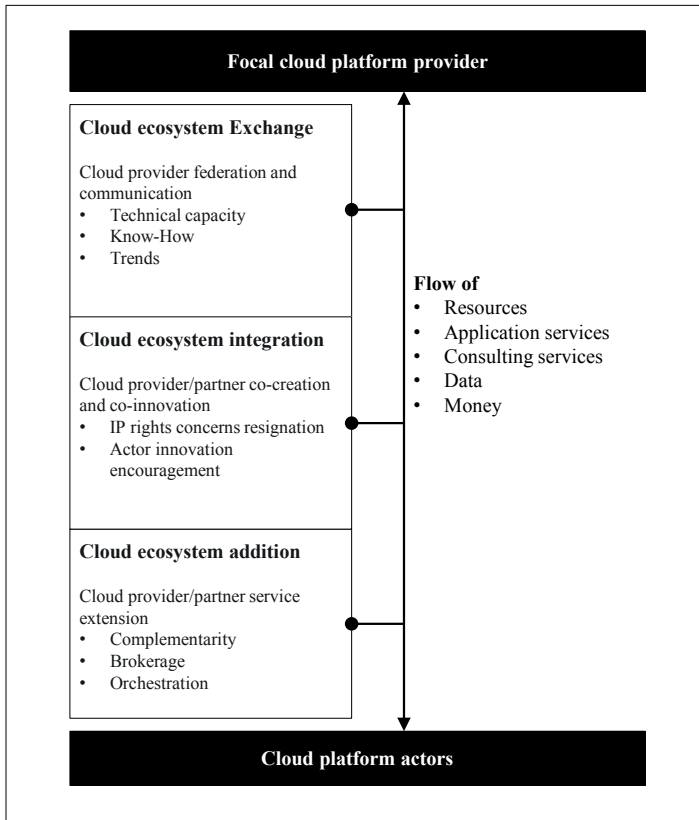 Focal cloud platform provider
Cloud ecosystem Exchange
Cloud provider federation and
communication
• Technical capacity
• Know-How
• Trends
Cloud ecosystem integration
Cloud provider/partner co-creation
and co-innovation
• IP rights concerns resignation
• Actor innovation
encouragement
Cloud ecosystem addition
Cloud provider/partner service
extension
• Complementarity
• Brokerage
• Orchestration
Flow of
• Resources
• Application services
• Consulting services
• Data
• Money
Cloud platform actors